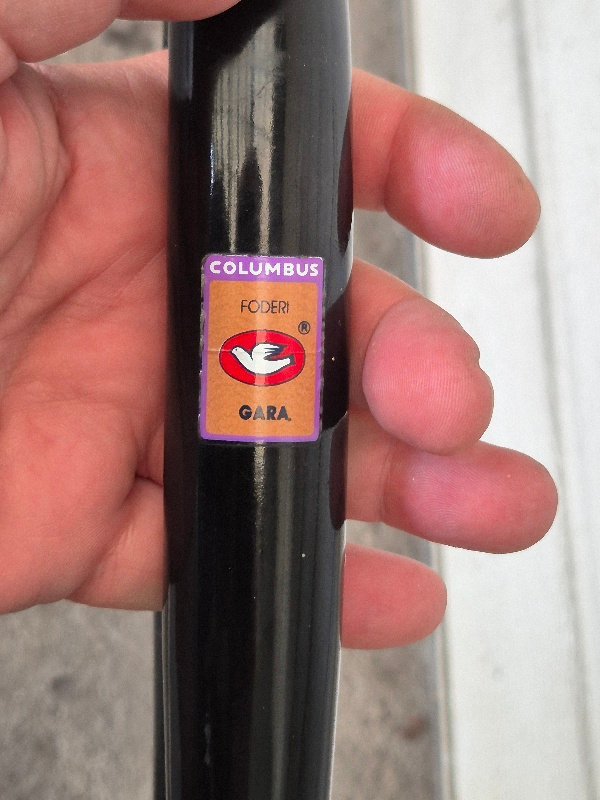 COLUMBUS
FODERI
®
GARA.